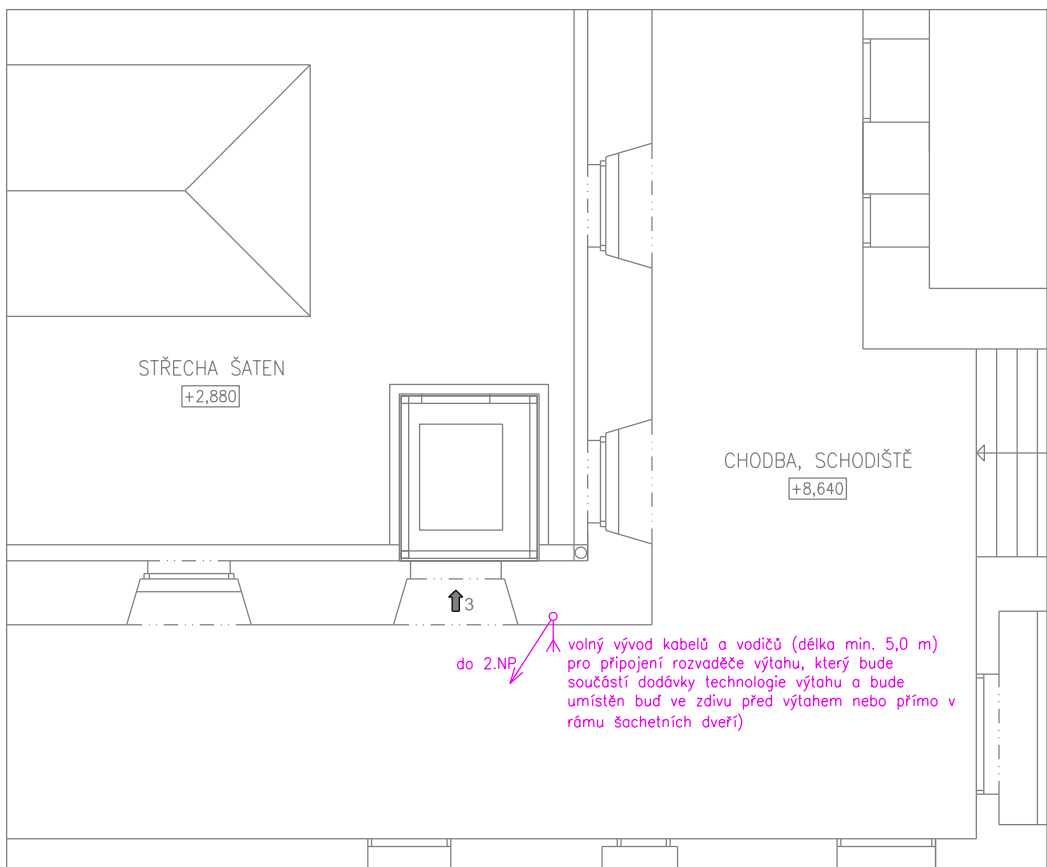 STŘECHA ŠATEN
+2,880
CHODBA, SCHODIŠTĚ
+8,640
3
do 2.NP
volný vývod kabelů a vodičů (délka min. 5,0 m)
pro připojení rozvaděče výtahu, který bude
součástí dodávky technologie výtahu a bude
umístěn buď ve zdivu před výtahem nebo přímo v
rámu šachetních dveří)